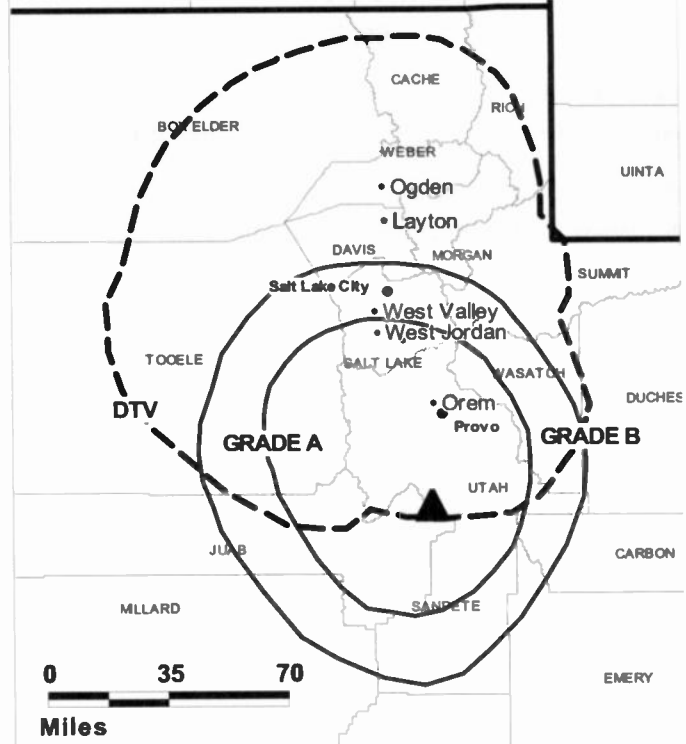 CACHE
RICH
BOX ELDER
WEBER
UINTA
Ogden
Layton
DAVIS
MORGAN
SUMMIT
Salt Lake City
West Valley
West Jordan
TOOELE
SALT LAKE
WASATCH
DUCHES
Orem
DTV
Provo
GRADE A
GRADE B
UTAH
JUAB
CARBON
MILLARD
SANPETE
EMERY
0 35 70
Miles